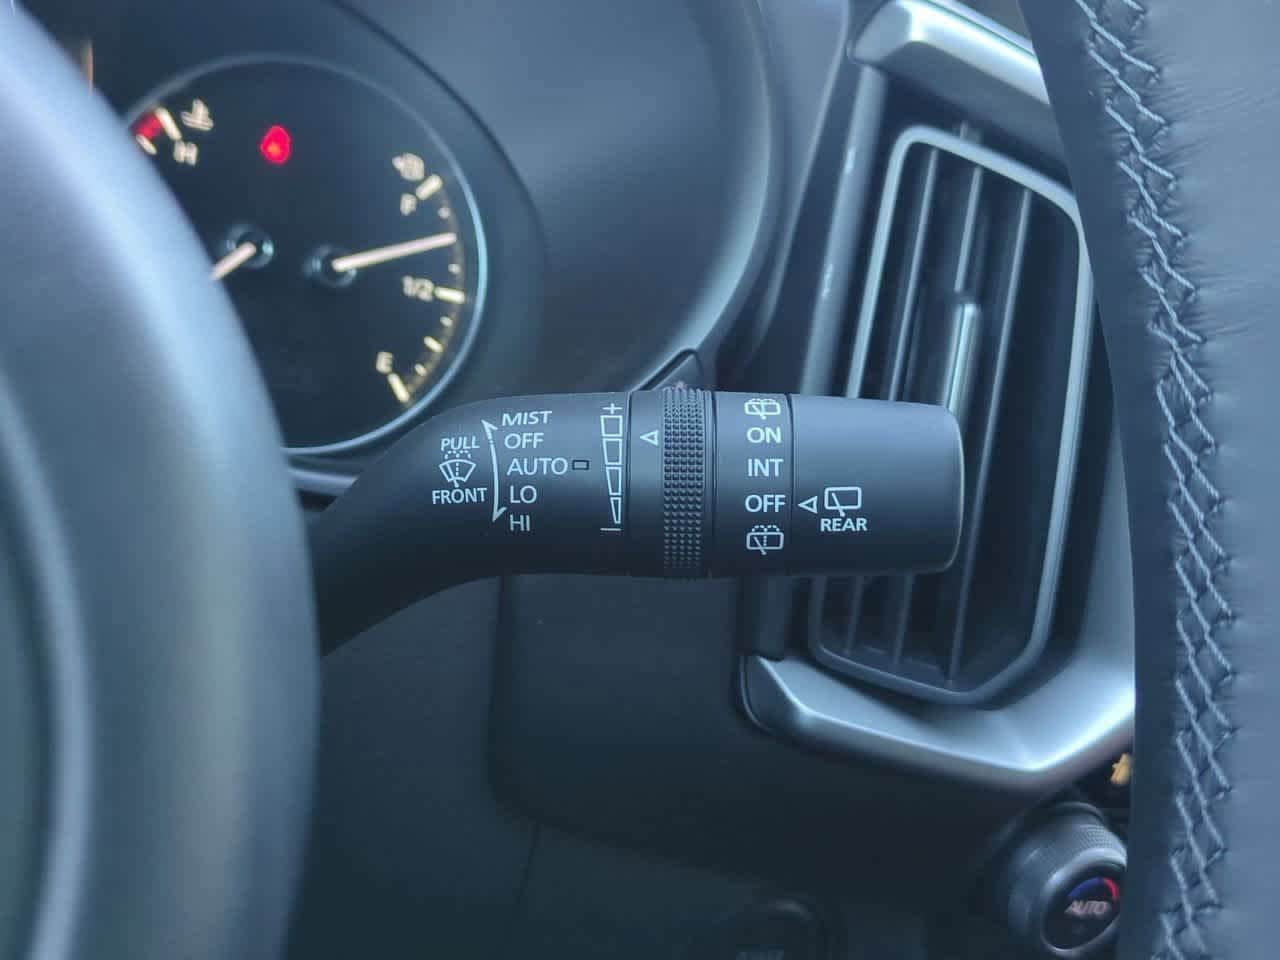 H
F
1/2
E
PULL
FRONT
MIST
OFF
AUTO
LO
HI
+
−
ON
INT
OFF
REAR
AUTO